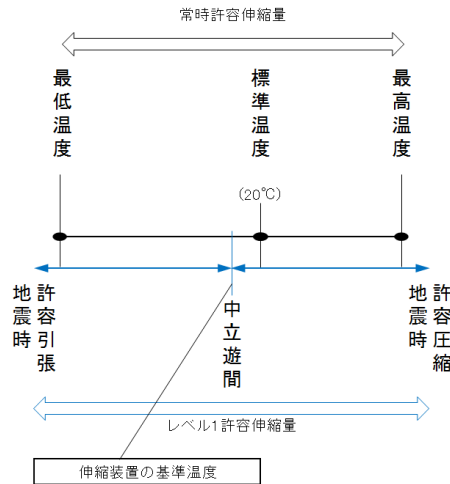 常時許容伸縮量
最低温度
標準温度
最高温度
(20℃)
地震時
許容引張
中立遊間
地震時
許容圧縮
レベル1許容伸縮量
伸縮装置の基準温度